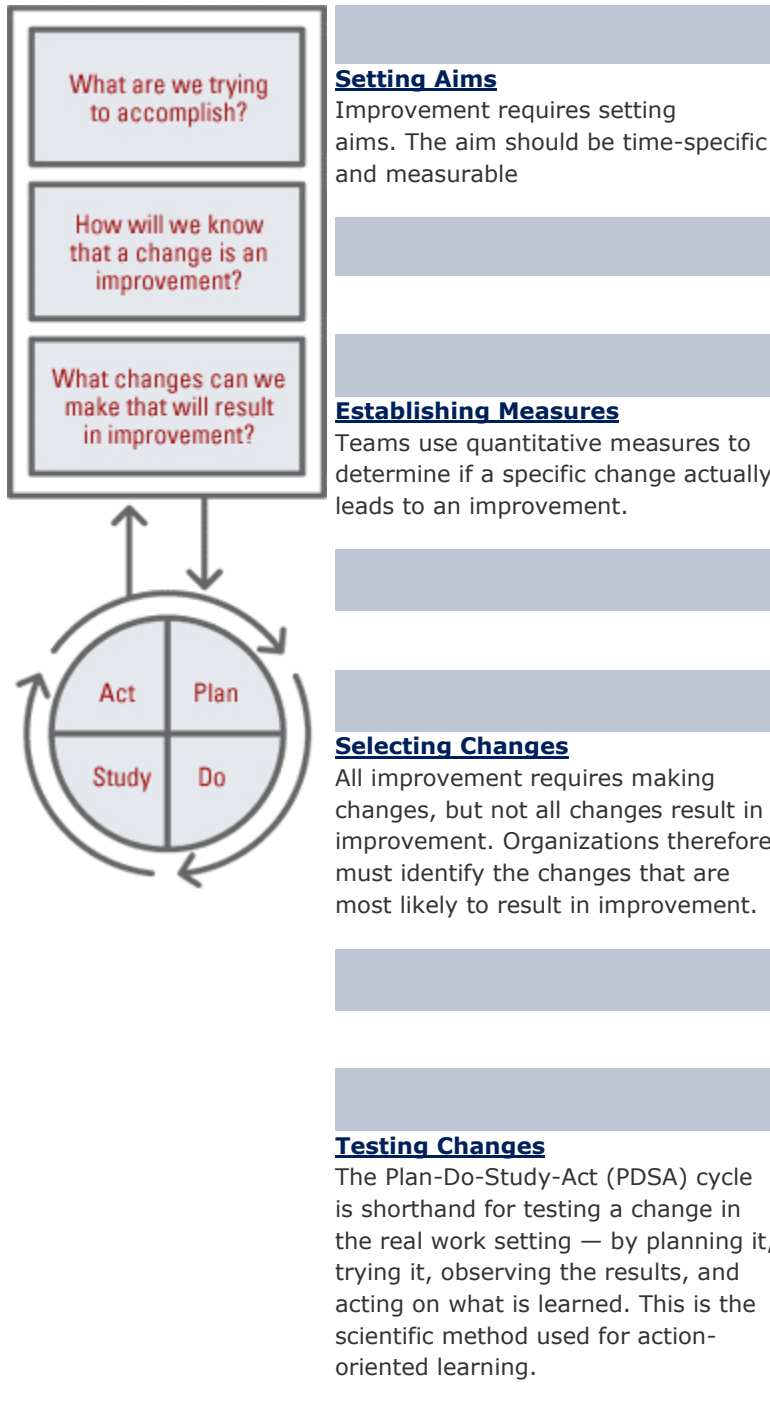 What are we trying
to accomplish?
How will we know
that a change is an
improvement?
What changes can we
make that will result
in improvement?
Act
Plan
Study
Do
Setting Aims
Improvement requires setting
aims. The aim should be time-specific
and measurable
Establishing Measures
Teams use quantitative measures to
determine if a specific change actually
leads to an improvement.
Selecting Changes
All improvement requires making
changes, but not all changes result in
improvement. Organizations therefore
must identify the changes that are
most likely to result in improvement.
Testing Changes
The Plan-Do-Study-Act (PDSA) cycle
is shorthand for testing a change in
the real work setting — by planning it,
trying it, observing the results, and
acting on what is learned. This is the
scientific method used for action-
oriented learning.